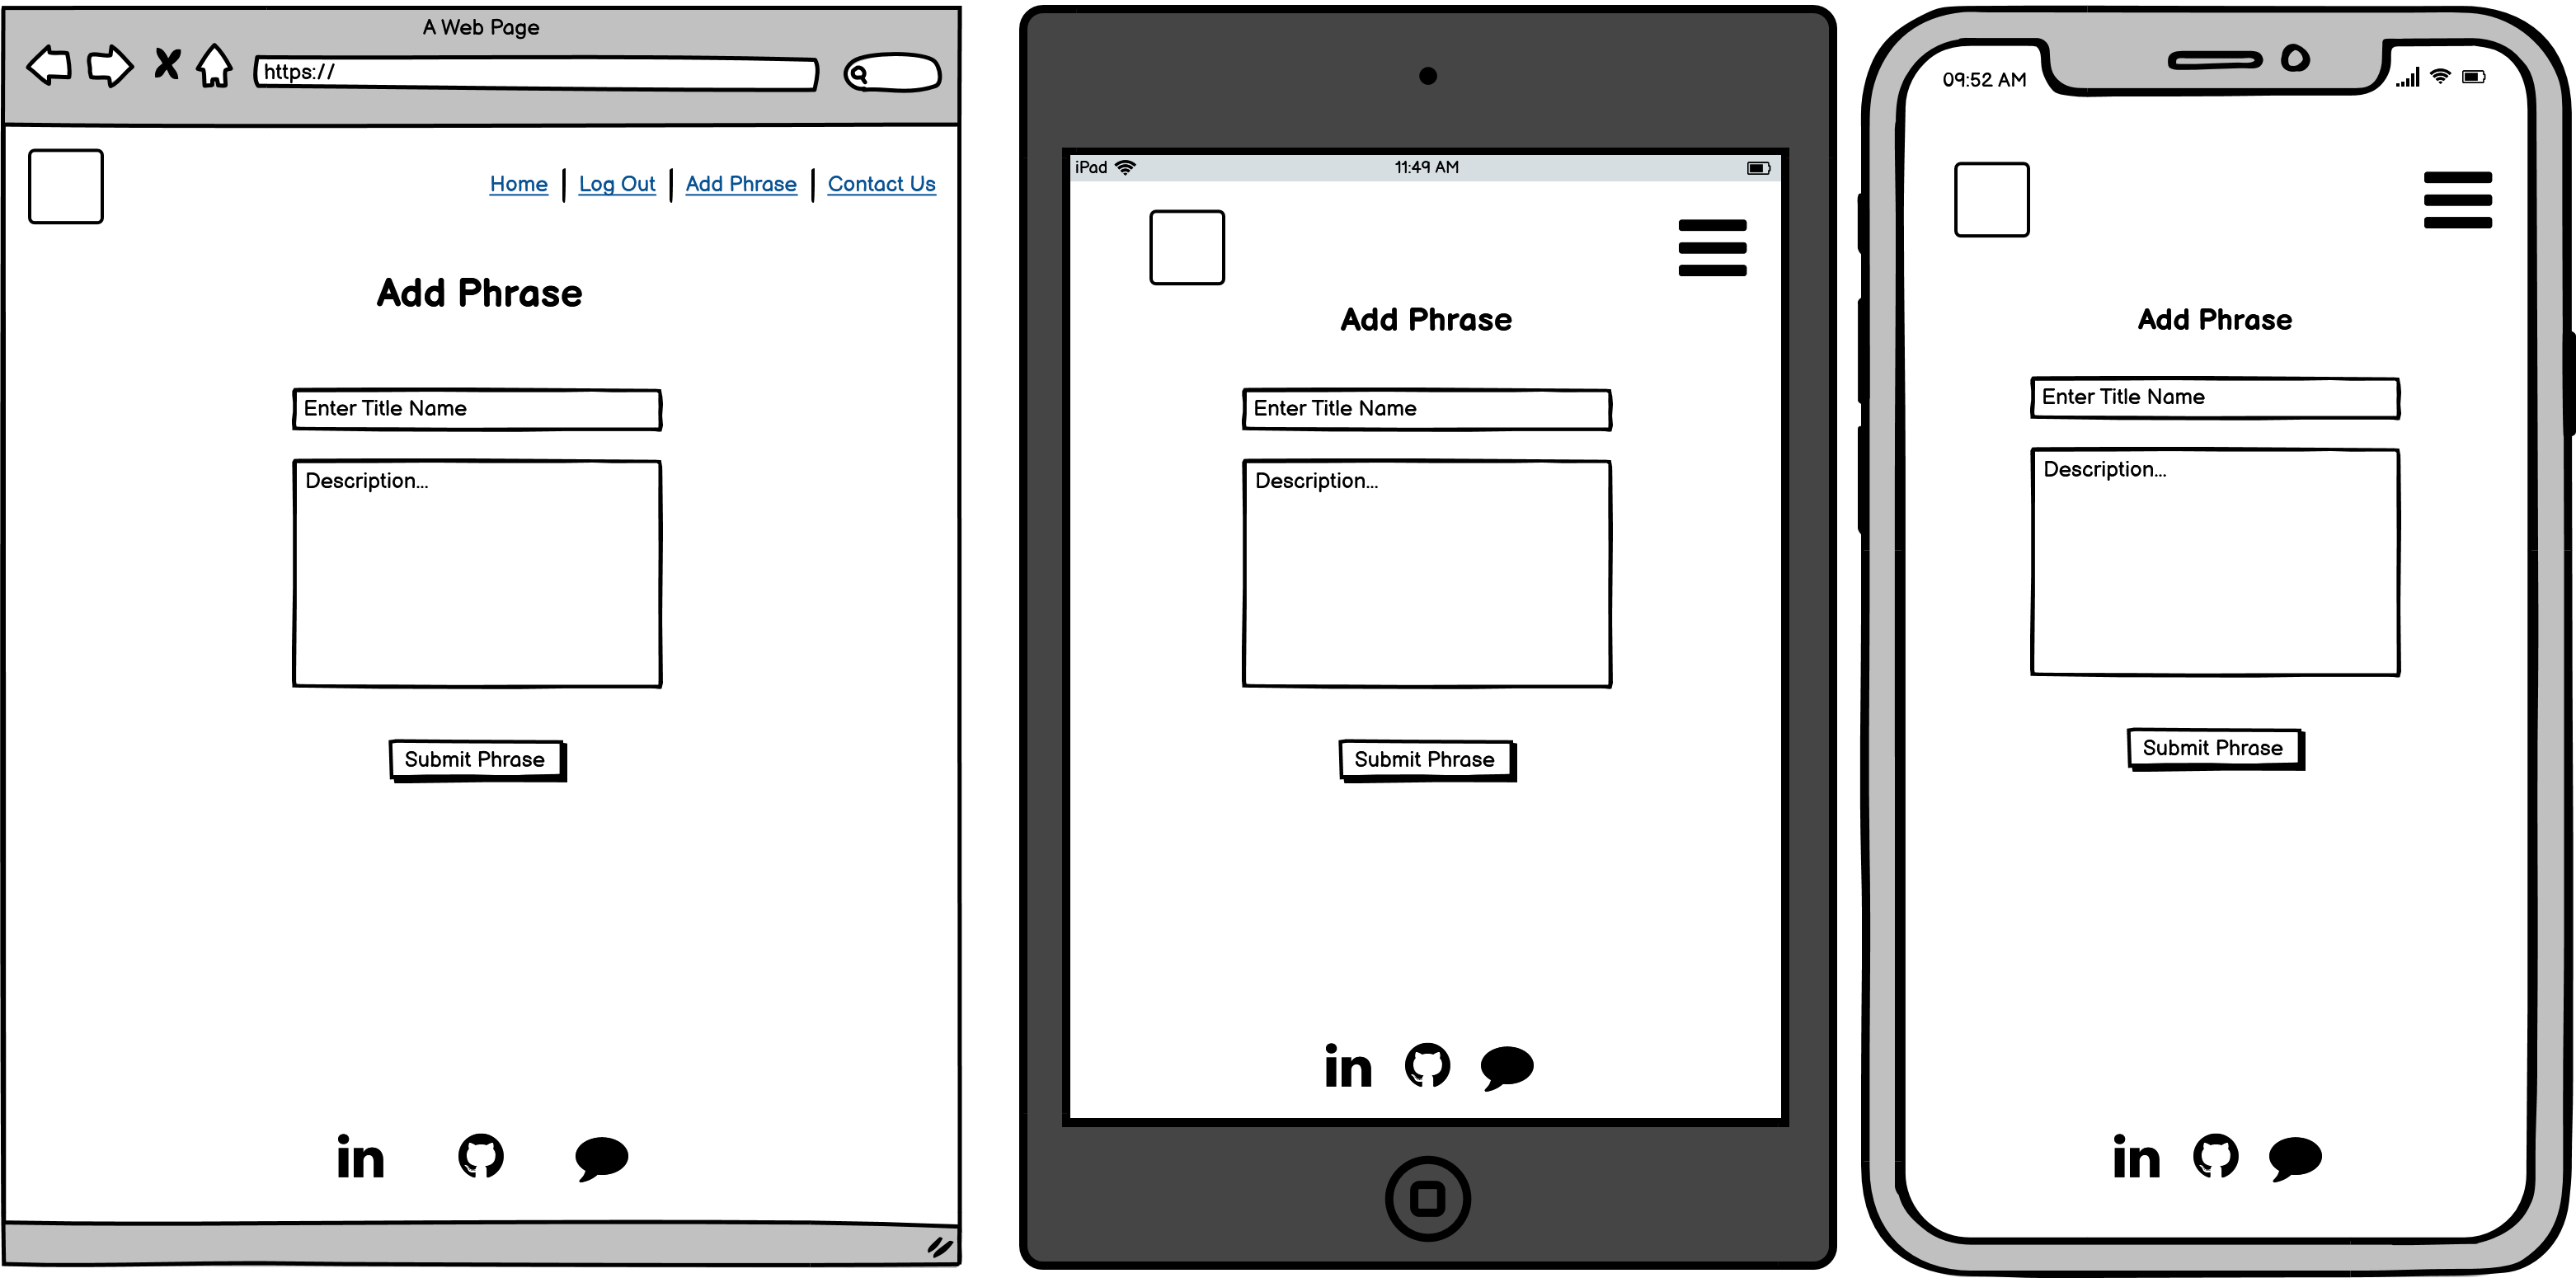 A Web Page
https://
Home
Log Out
Add Phrase
Contact Us
Add Phrase
Enter Title Name
Description...
Submit Phrase
in
iPad
11:49 AM
Add Phrase
Enter Title Name
Description...
Submit Phrase
in
09:52 AM
Add Phrase
Enter Title Name
Description...
Submit Phrase
in